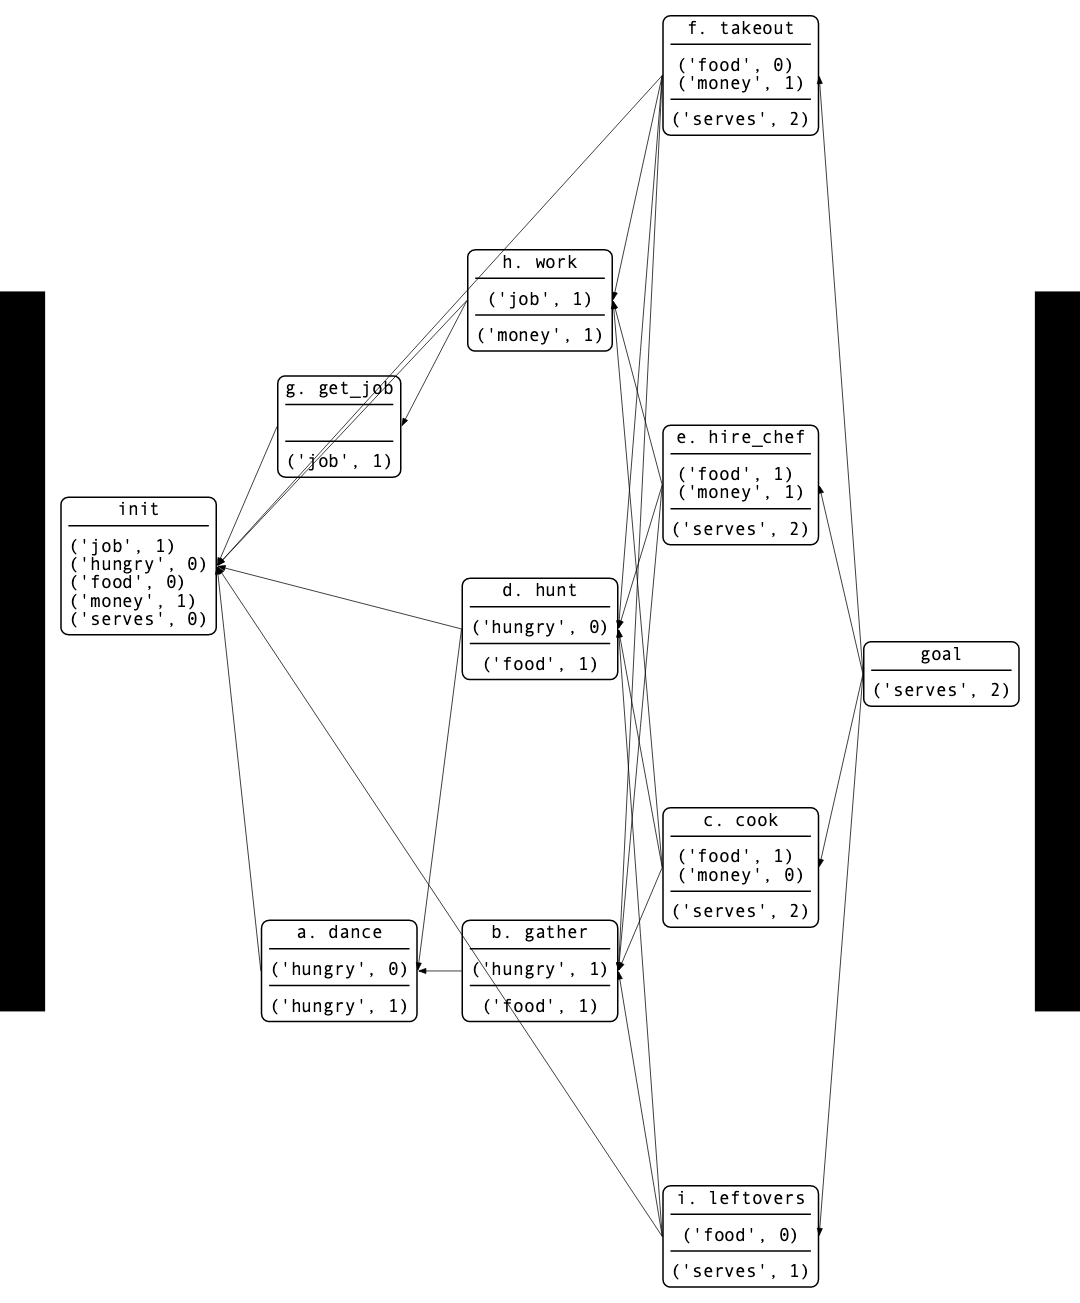 f. takeout
('food', 0)
('money', 1)
('serves', 2)
h. work
('job', 1)
('money', 1)
g. get_job
('job', 1)
e. hire_chef
('food', 1)
('money', 1)
('serves', 2)
init
('job', 1)
('hungry', 0)
('food', 0)
('money', 1)
('serves', 0)
d. hunt
('hungry', 0)
('food', 1)
goal
('serves', 2)
c. cook
('food', 1)
('money', 0)
('serves', 2)
a. dance
('hungry', 0)
('hungry', 1)
b. gather
('hungry', 1)
('food', 1)
i. leftovers
('food', 0)
('serves', 1)